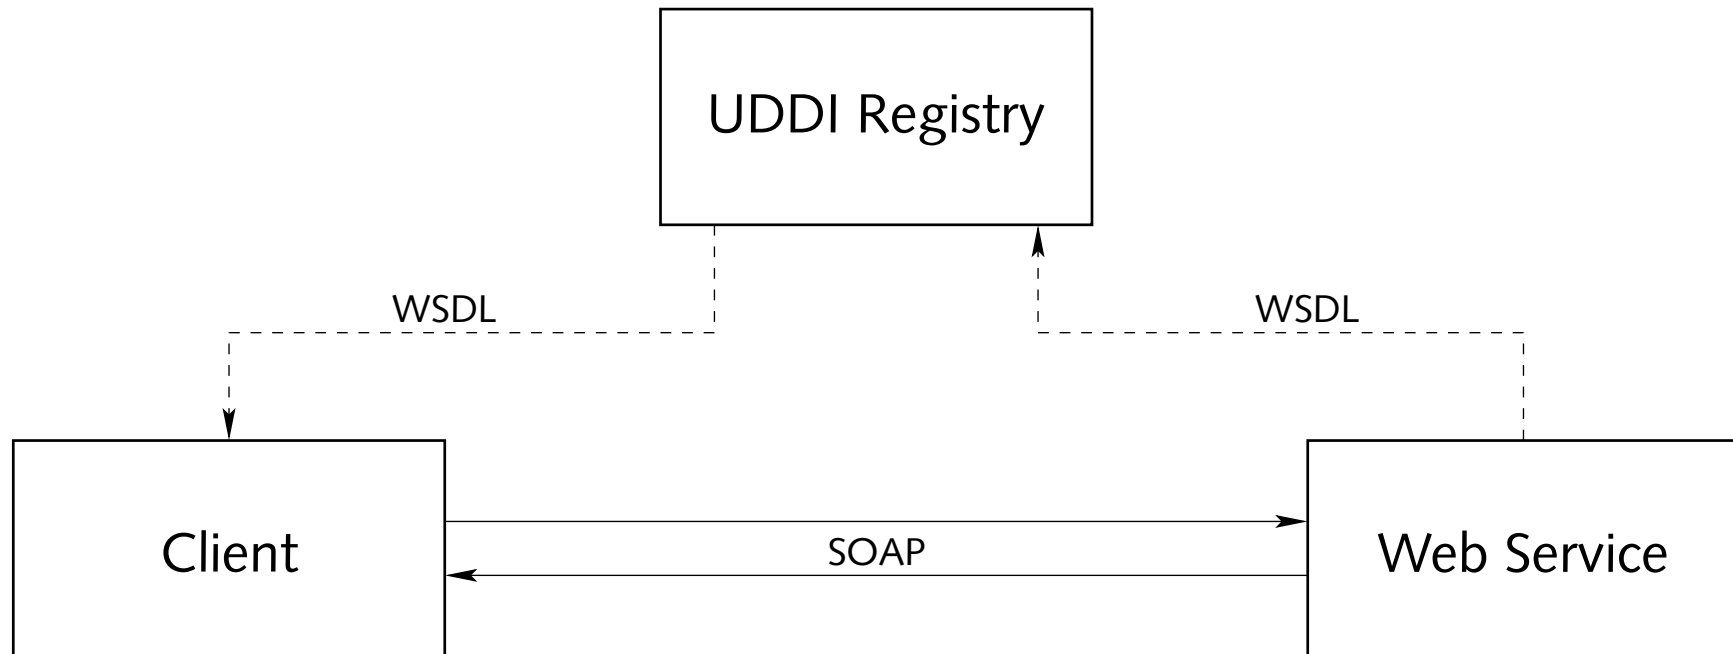 UDDI Registry
WSDL
WSDL
Client
SOAP
Web Service